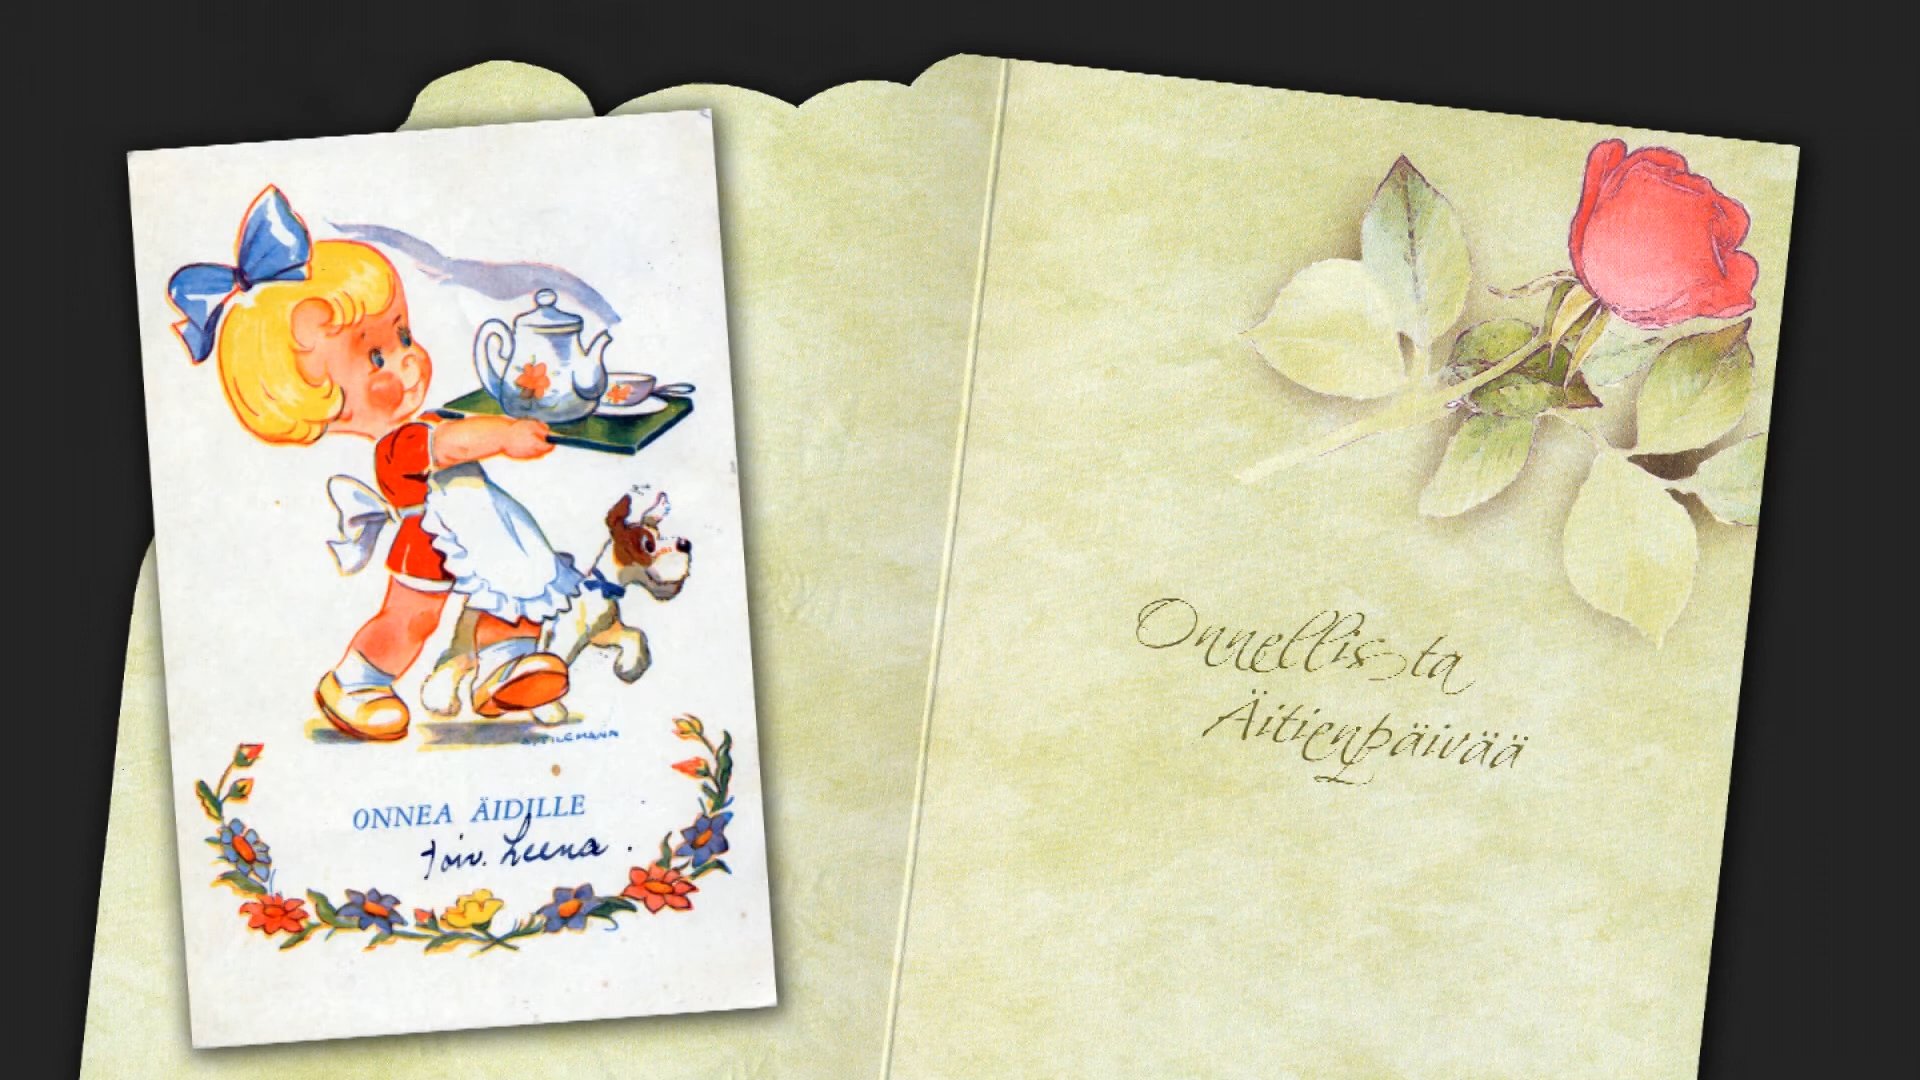 ONNEA ÄIDILLE
toiv. Leena.
Onnellista
Äitienpäivää